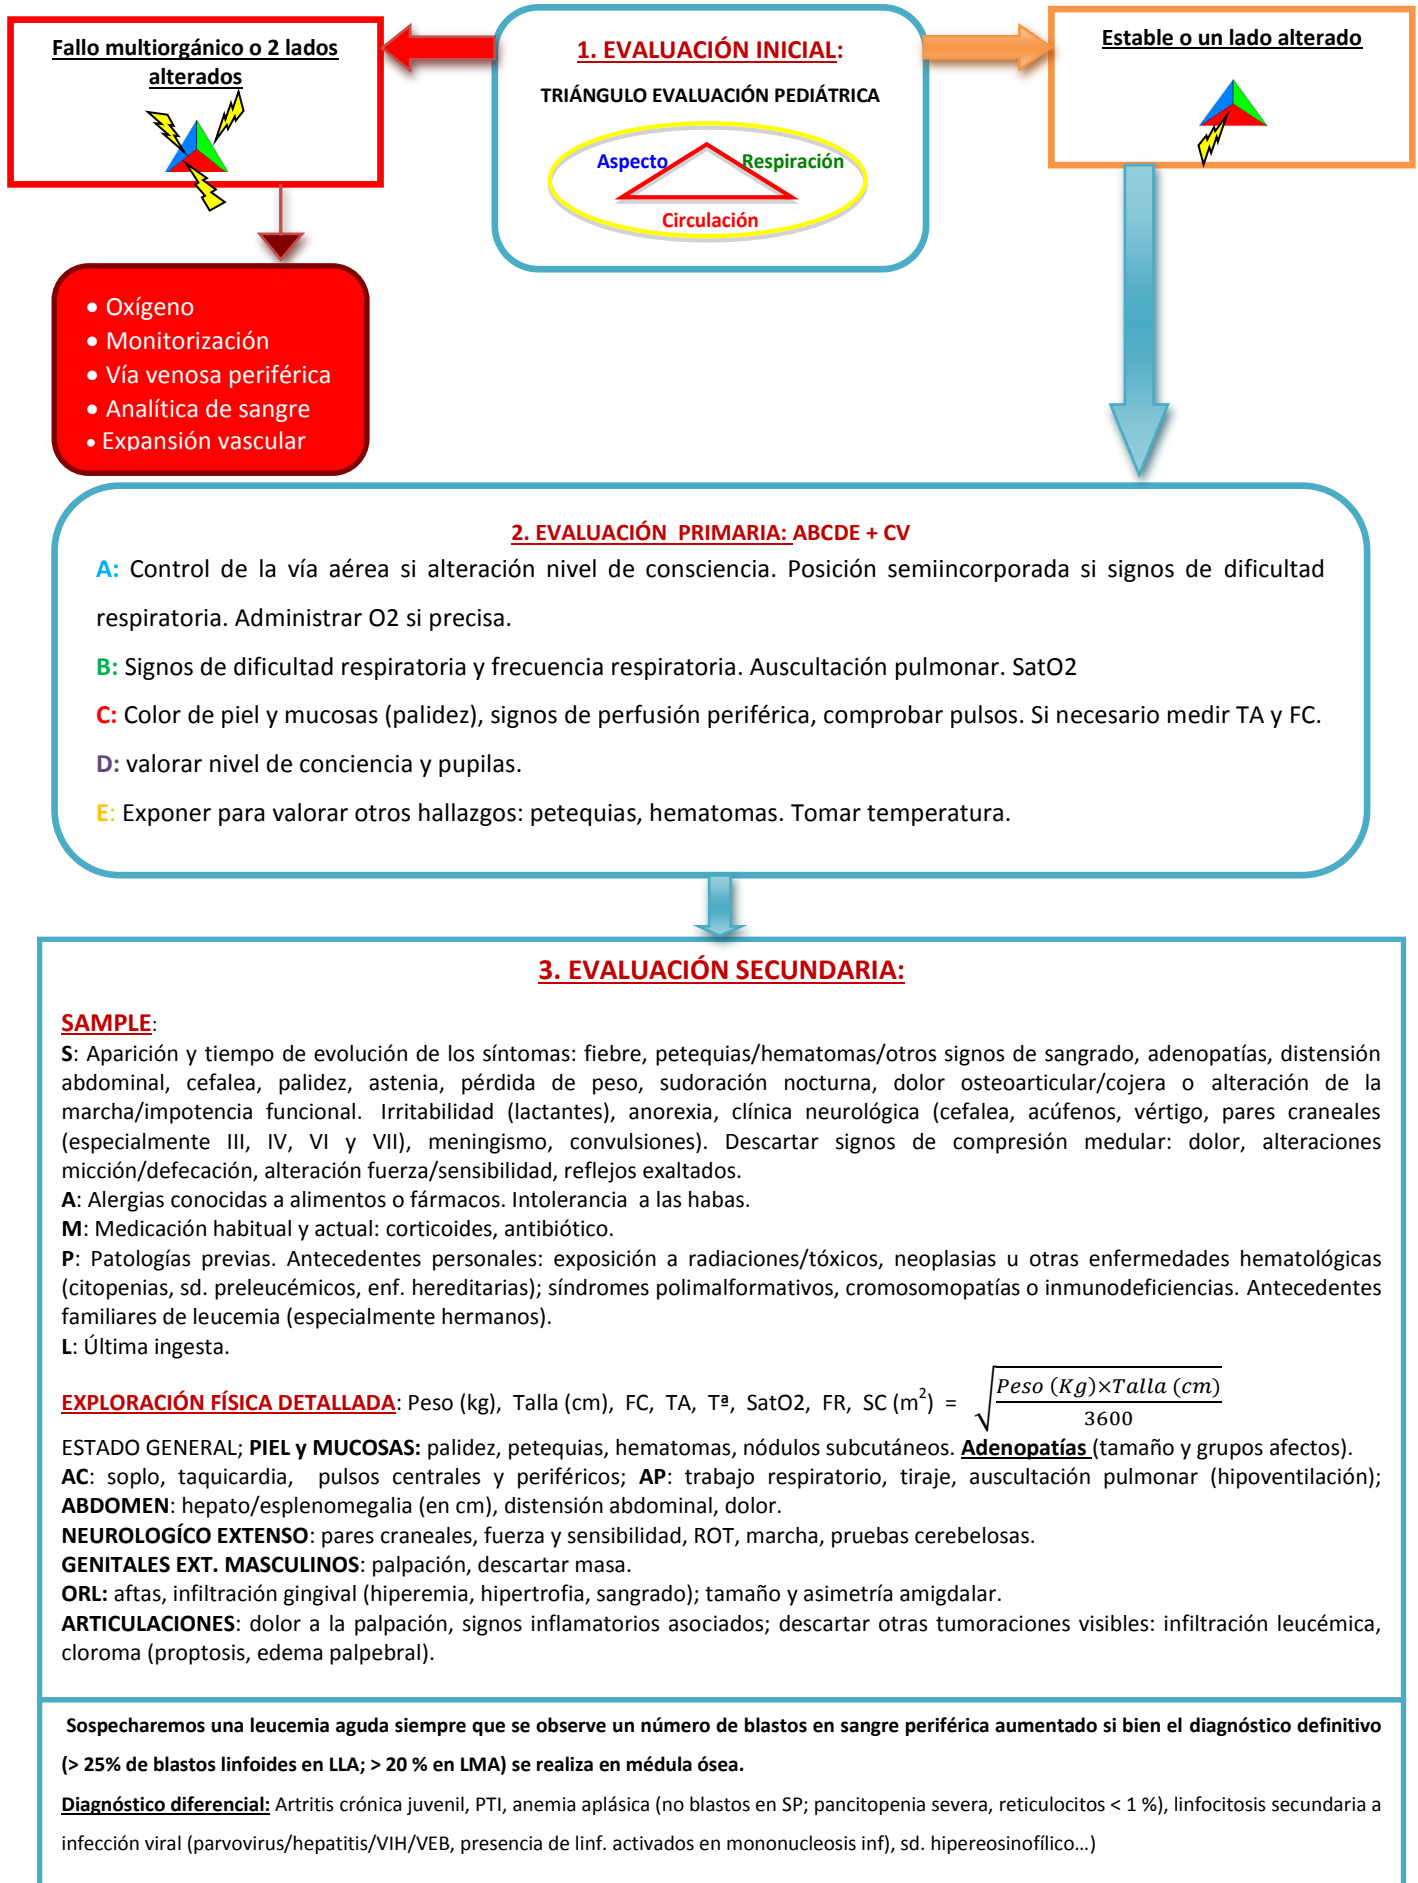 Fallo multiorgánico o 2 lados
alterados
1. EVALUACIÓN INICIAL:
TRIÁNGULO EVALUACIÓN PEDIÁTRICA
Aspecto
Respiración
Circulación
Estable o un lado alterado
• Oxígeno
• Monitorización
• Vía venosa periférica
• Analítica de sangre
• Expansión vascular
2. EVALUACIÓN PRIMARIA: ABCDE + CV
A: Control de la vía aérea si alteración nivel de consciencia. Posición semiincorporada si signos de dificultad
respiratoria. Administrar O2 si precisa.
B: Signos de dificultad respiratoria y frecuencia respiratoria. Auscultación pulmonar. SatO2
C: Color de piel y mucosas (palidez), signos de perfusión periférica, comprobar pulsos. Si necesario medir TA y FC.
D: valorar nivel de conciencia y pupilas.
E: Exponer para valorar otros hallazgos: petequias, hematomas. Tomar temperatura.
3. EVALUACIÓN SECUNDARIA:
SAMPLE:
S: Aparición y tiempo de evolución de los síntomas: fiebre, petequias/hematomas/otros signos de sangrado, adenopatías, distensión
abdominal, cefalea, palidez, astenia, pérdida de peso, sudoración nocturna, dolor osteoarticular/cojera o alteración de la
marcha/impotencia funcional. Irritabilidad (lactantes), anorexia, clínica neurológica (cefalea, acúfenos, vértigo, pares craneales
(especialmente III, IV, VI y VII), meningismo, convulsiones). Descartar signos de compresión medular: dolor, alteraciones
micción/defecación, alteración fuerza/sensibilidad, reflejos exaltados.
A: Alergias conocidas a alimentos o fármacos. Intolerancia a las habas.
M: Medicación habitual y actual: corticoides, antibiótico.
P: Patologías previas. Antecedentes personales: exposición a radiaciones/tóxicos, neoplasias u otras enfermedades hematológicas
(citopenias, sd. preleucémicos, enf. hereditarias); síndromes polimalformativos, cromosomopatías o inmunodeficiencias. Antecedentes
familiares de leucemia (especialmente hermanos).
L: Última ingesta.
EXPLORACIÓN FÍSICA DETALLADA: Peso (kg), Talla (cm), FC, TA, Tª, SatO2, FR, SC (m²) = √(Peso (Kg)×Talla (cm) / 3600)
ESTADO GENERAL; PIEL y MUCOSAS: palidez, petequias, hematomas, nódulos subcutáneos. Adenopatías (tamaño y grupos afectos).
AC: soplo, taquicardia, pulsos centrales y periféricos; AP: trabajo respiratorio, tiraje, auscultación pulmonar (hipoventilación);
ABDOMEN: hepato/esplenomegalia (en cm), distensión abdominal, dolor.
NEUROLOGÍCO EXTENSO: pares craneales, fuerza y sensibilidad, ROT, marcha, pruebas cerebelosas.
GENITALES EXT. MASCULINOS: palpación, descartar masa.
ORL: aftas, infiltración gingival (hiperemia, hipertrofia, sangrado); tamaño y asimetría amigdalar.
ARTICULACIONES: dolor a la palpación, signos inflamatorios asociados; descartar otras tumoraciones visibles: infiltración leucémica,
cloroma (proptosis, edema palpebral).
Sospecharemos una leucemia aguda siempre que se observe un número de blastos en sangre periférica aumentado si bien el diagnóstico definitivo
(> 25% de blastos linfoides en LLA; > 20 % en LMA) se realiza en médula ósea.
Diagnóstico diferencial: Artritis crónica juvenil, PTI, anemia aplásica (no blastos en SP; pancitopenia severa, reticulocitos < 1 %), linfocitosis secundaria a
infección viral (parvovirus/hepatitis/VIH/VEB, presencia de linf. activados en mononucleosis inf), sd. hipereosinofílico…)